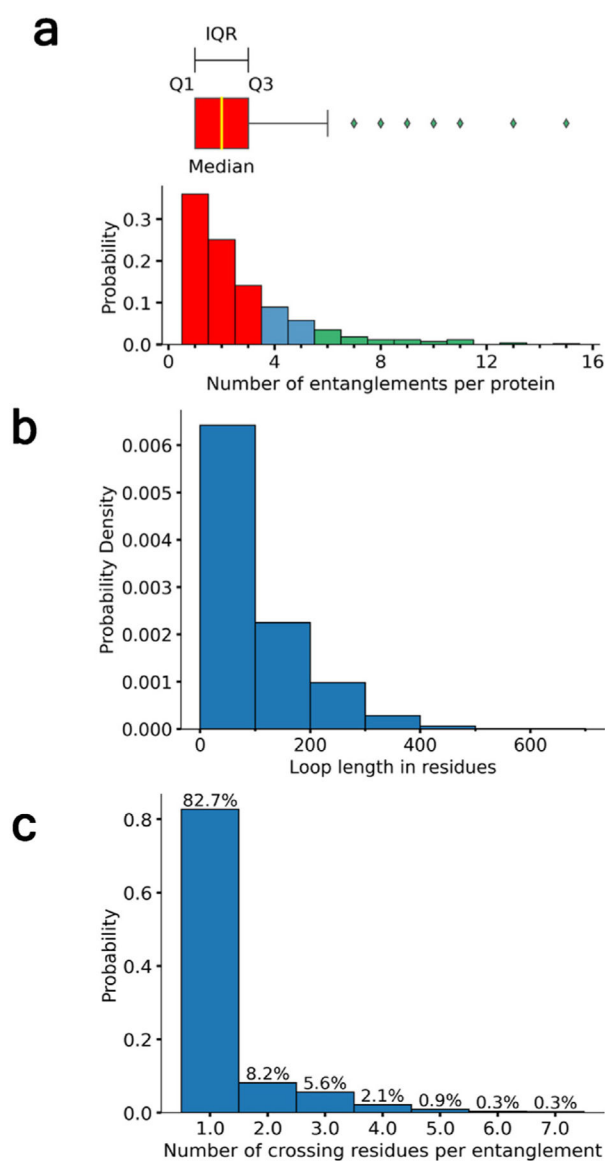 a
IQR
Q1 Q3
Median
Probability
0.3
0.2
0.1
0.0
0 4 8 12 16
Number of entanglements per protein
b
Probability Density
0.006
0.005
0.004
0.003
0.002
0.001
0.000
0 200 400 600
Loop length in residues
c
Probability
0.8
0.6
0.4
0.2
0.0
82.7%
8.2% 5.6% 2.1% 0.9% 0.3% 0.3%
1.0 2.0 3.0 4.0 5.0 6.0 7.0
Number of crossing residues per entanglement